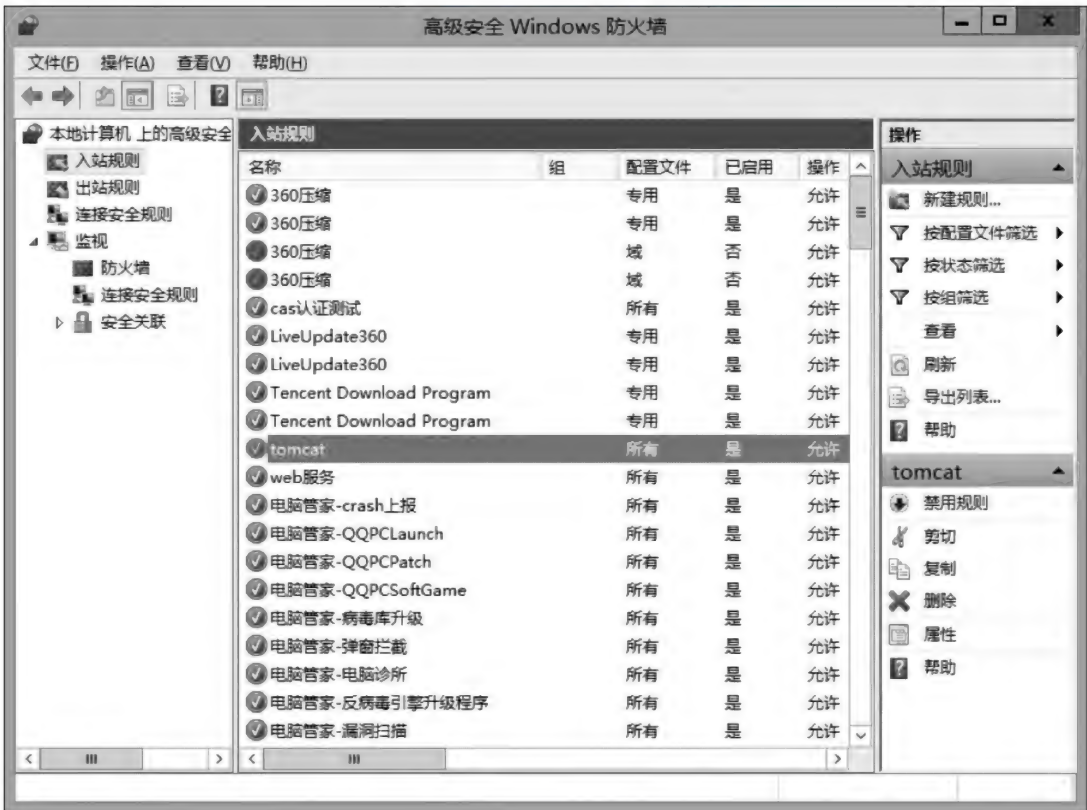 高级安全 Windows 防火墙
文件(F) 操作(A) 查看(V) 帮助(H)
本地计算机 上的高级安全
入站规则
出站规则
连接安全规则
监视
防火墙
连接安全规则
安全关联
入站规则
名称 组 配置文件 已启用 操作
360压缩 专用 是 允许
360压缩 专用 是 允许
360压缩 域 否 允许
360压缩 域 否 允许
cas认证测试 所有 是 允许
LiveUpdate360 专用 是 允许
LiveUpdate360 专用 是 允许
Tencent Download Program 专用 是 允许
Tencent Download Program 专用 是 允许
tomcat 所有 是 允许
web服务 所有 是 允许
电脑管家-crash上报 所有 是 允许
电脑管家-QQPCLaunch 所有 是 允许
电脑管家-QQPCPatch 所有 是 允许
电脑管家-QQPCSoftGame 所有 是 允许
电脑管家-病毒库升级 所有 是 允许
电脑管家-弹窗拦截 所有 是 允许
电脑管家-电脑诊所 所有 是 允许
电脑管家-反病毒引擎升级程序 所有 是 允许
电脑管家-漏洞扫描 所有 是 允许
操作
入站规则
新建规则...
按配置文件筛选
按状态筛选
按组筛选
查看
刷新
导出列表...
帮助
tomcat
禁用规则
剪切
复制
删除
属性
帮助